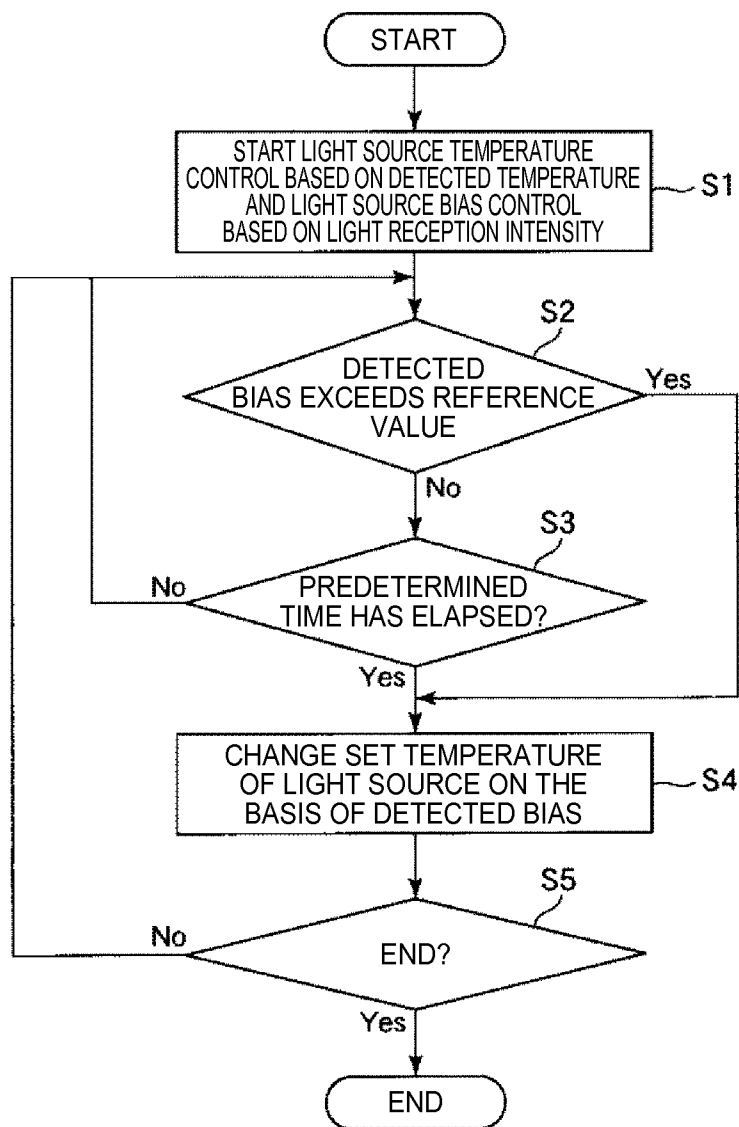 START
START LIGHT SOURCE TEMPERATURE
CONTROL BASED ON DETECTED TEMPERATURE
AND LIGHT SOURCE BIAS CONTROL
BASED ON LIGHT RECEPTION INTENSITY
S1
S2
DETECTED
BIAS EXCEEDS REFERENCE
VALUE
Yes
No
S3
No
PREDETERMINED
TIME HAS ELAPSED?
Yes
CHANGE SET TEMPERATURE
OF LIGHT SOURCE ON THE
BASIS OF DETECTED BIAS
S4
S5
No
END?
Yes
END